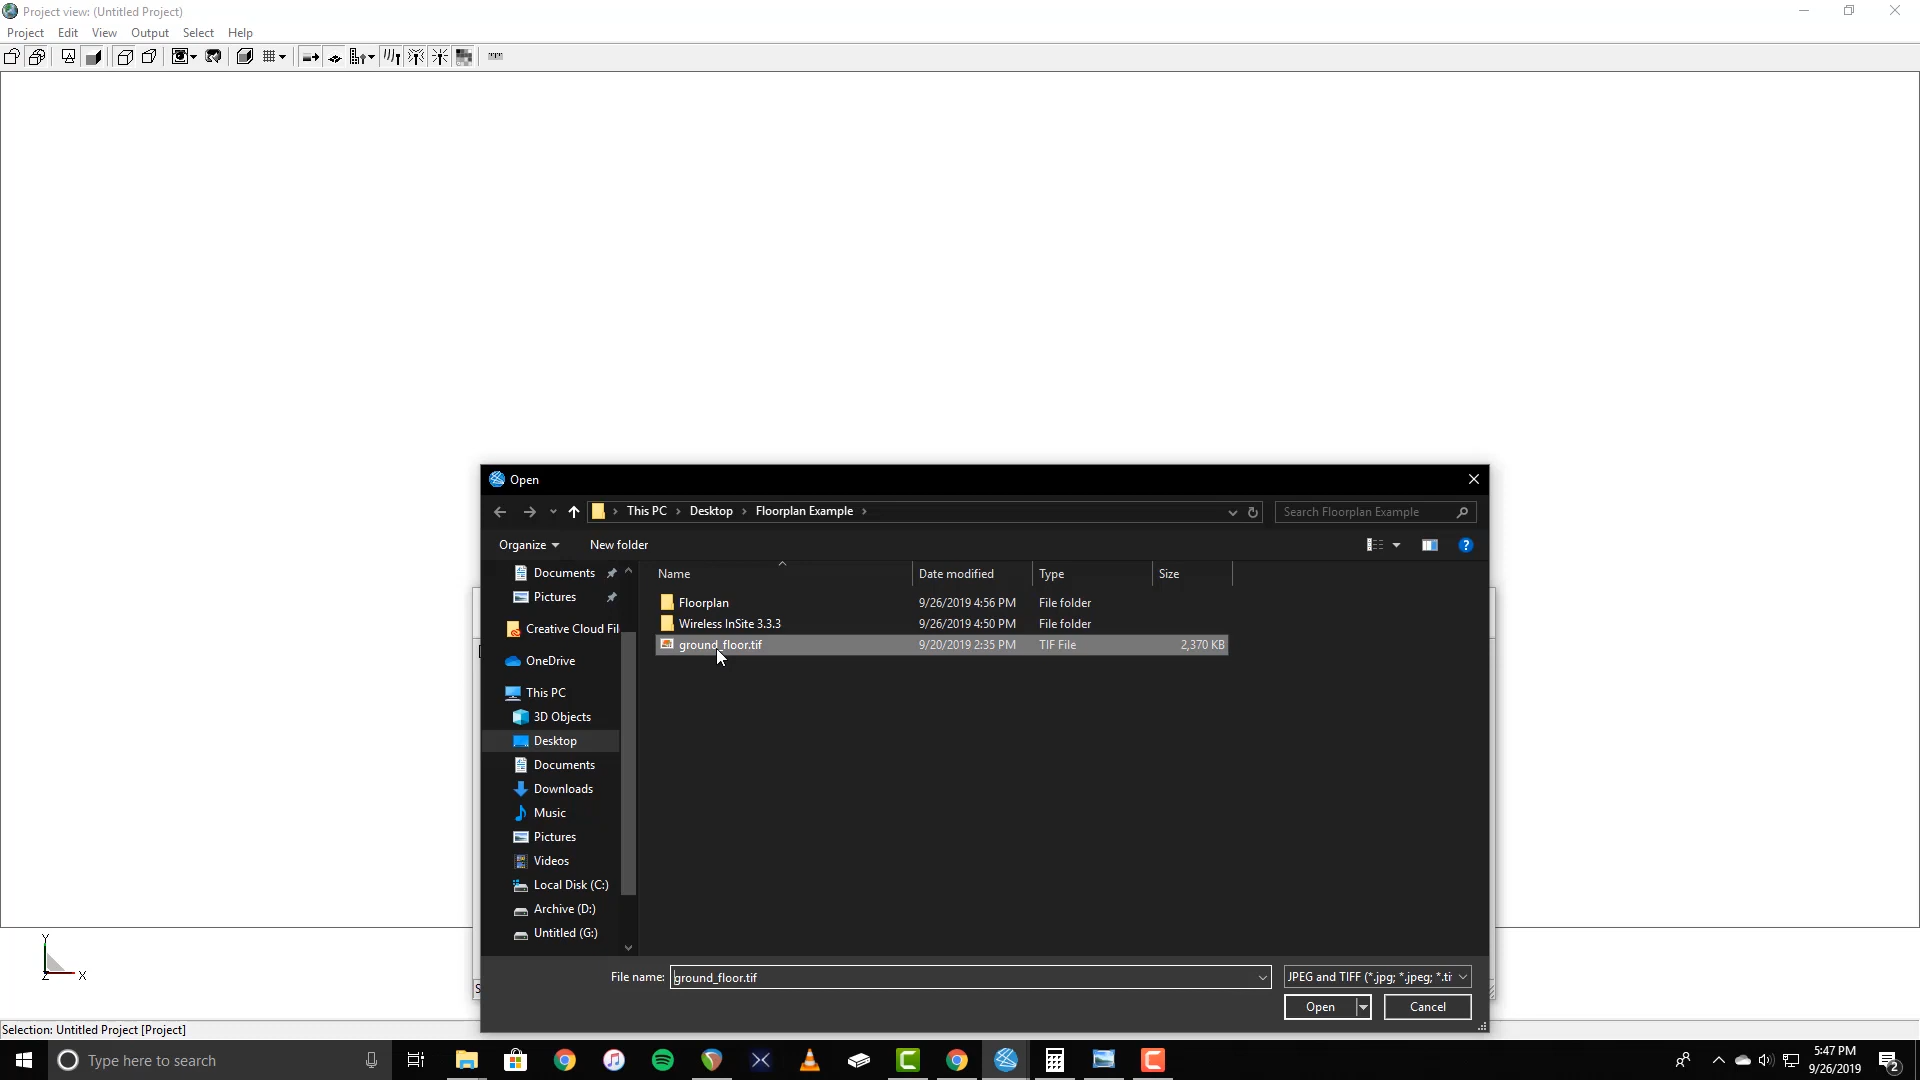 Project view: (Untitled Project)
Project Edit View Output Select Help
Open
This PC Desktop Floorplan Example
Search Floorplan Example
Organize New folder
Documents
Pictures
Creative Cloud Fil
OneDrive
This PC
3D Objects
Desktop
Documents
Downloads
Music
Pictures
Videos
Local Disk (C:)
Archive (D:)
Untitled (G:)
Name Date modified Type Size
Floorplan 9/26/2019 4:56 PM File folder
Wireless InSite 3.3.3 9/26/2019 4:50 PM File folder
ground_floor.tif 9/20/2019 2:35 PM TIF File 2,370 KB
File name: ground_floor.tif JPEG and TIFF (*.jpg; *.jpeg; *.ti
Open Cancel
Y
Z X
Selection: Untitled Project [Project]
Type here to search
5:47 PM
9/26/2019
2